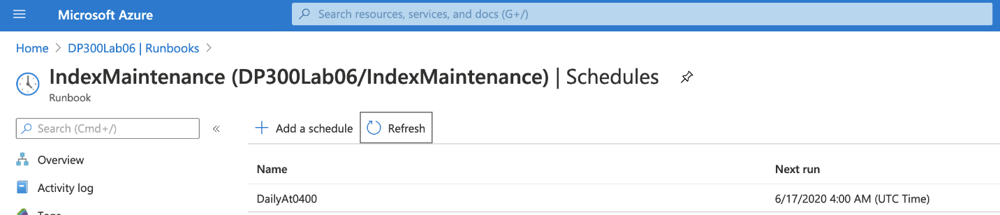 Microsoft Azure
Search resources, services, and docs (G+/)
Home > DP300Lab06 | Runbooks >
IndexMaintenance (DP300Lab06/IndexMaintenance) | Schedules
Runbook
Search (Cmd+/)
«
Add a schedule
Refresh
Overview
Activity log
Tags
Name
Next run
DailyAt0400
6/17/2020 4:00 AM (UTC Time)